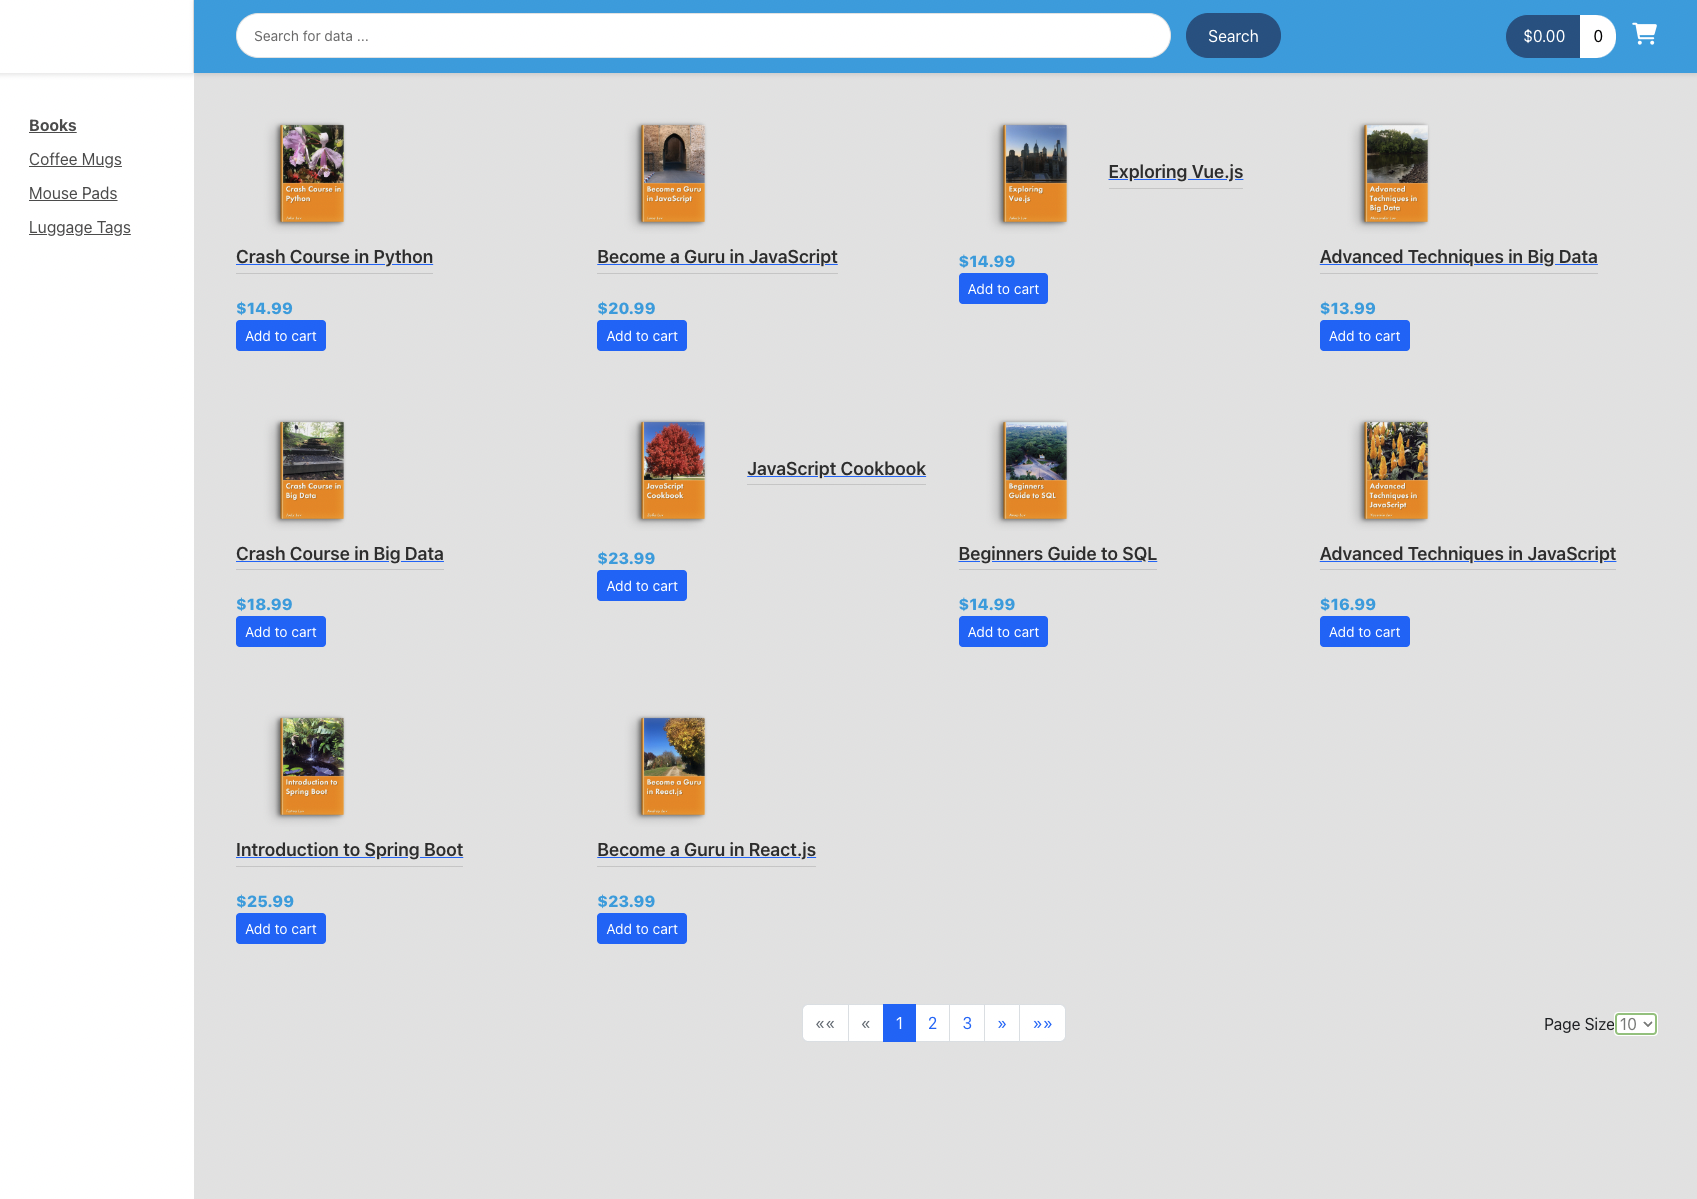 Search for data ...
Search
$0.00
0
Books
Coffee Mugs
Mouse Pads
Luggage Tags
Crash Course in
Python
Crash Course in Python
$14.99
Add to cart
Become a Guru
in JavaScript
Become a Guru in JavaScript
$20.99
Add to cart
Exploring
Vue.js
Exploring Vue.js
$14.99
Add to cart
Advanced
Techniques in
Big Data
Advanced Techniques in Big Data
$13.99
Add to cart
Crash Course in
Big Data
Crash Course in Big Data
$18.99
Add to cart
JavaScript
Cookbook
JavaScript Cookbook
$23.99
Add to cart
Beginners
Guide to SQL
Beginners Guide to SQL
$14.99
Add to cart
Advanced
Techniques in
JavaScript
Advanced Techniques in JavaScript
$16.99
Add to cart
Introduction to
Spring Boot
Introduction to Spring Boot
$25.99
Add to cart
Become a Guru
in React.js
Become a Guru in React.js
$23.99
Add to cart
«« « 1 2 3 » »»
Page Size 10